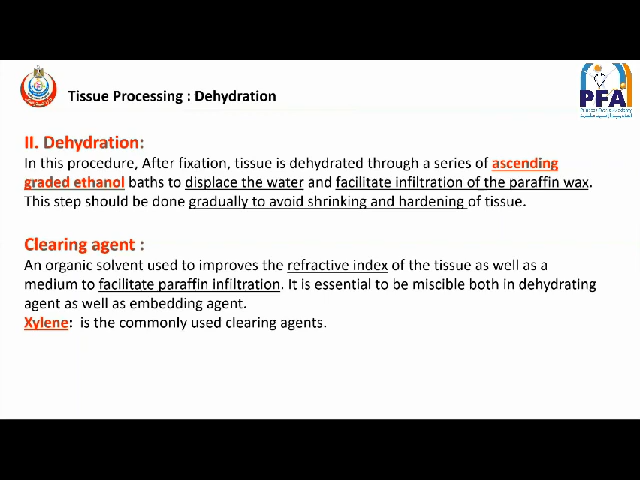 Tissue Processing : Dehydration
PFA
II. Dehydration:
In this procedure, After fixation, tissue is dehydrated through a series of ascending
graded ethanol baths to displace the water and facilitate infiltration of the paraffin wax.
This step should be done gradually to avoid shrinking and hardening of tissue.
Clearing agent :
An organic solvent used to improves the refractive index of the tissue as well as a
medium to facilitate paraffin infiltration. It is essential to be miscible both in dehydrating
agent as well as embedding agent.
Xylene:  is the commonly used clearing agents.